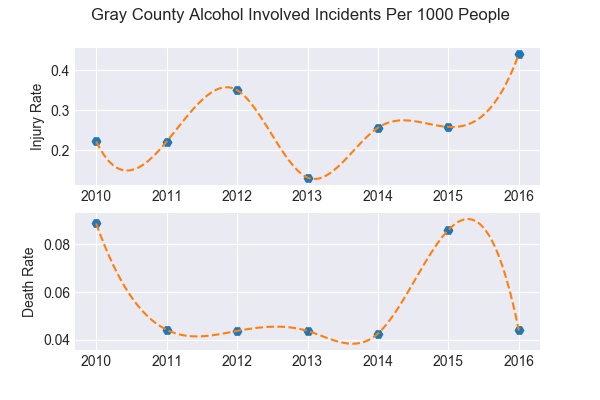 Gray County Alcohol Involved Incidents Per 1000 People
Injury Rate
0.4
0.3
0.2
2010 2011 2012 2013 2014 2015 2016
Death Rate
0.08
0.06
0.04
2010 2011 2012 2013 2014 2015 2016